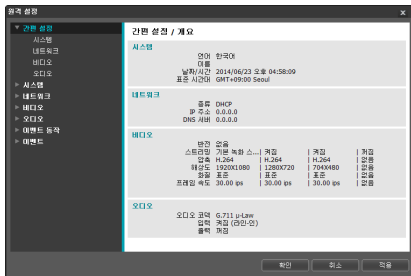 원격 설정
간편 설정
시스템
네트워크
비디오
오디오
시스템
네트워크
비디오
오디오
이벤트 동작
이벤트
간편 설정 / 개요
시스템
언어 한국어
이름
날짜/시간 2014/06/23 오후 04:58:09
표준 시간대 GMT+09:00 Seoul
네트워크
종류 DHCP
IP 주소 0.0.0.0
DNS 서버 0.0.0.0
비디오
반전 없음
스트리밍 기본 녹화 스... | 켜짐 | 켜짐 | 꺼짐
압축 H.264 | H.264 | H.264 | 없음
해상도 1920X1080 | 1280X720 | 704X480 | 없음
화질 표준 | 표준 | 표준 | 없음
프레임 속도 30.00 ips | 30.00 ips | 30.00 ips | 없음
오디오
오디오 코덱 G.711 μ-Law
입력 켜짐 (라인-인)
출력 꺼짐
확인 취소 적용